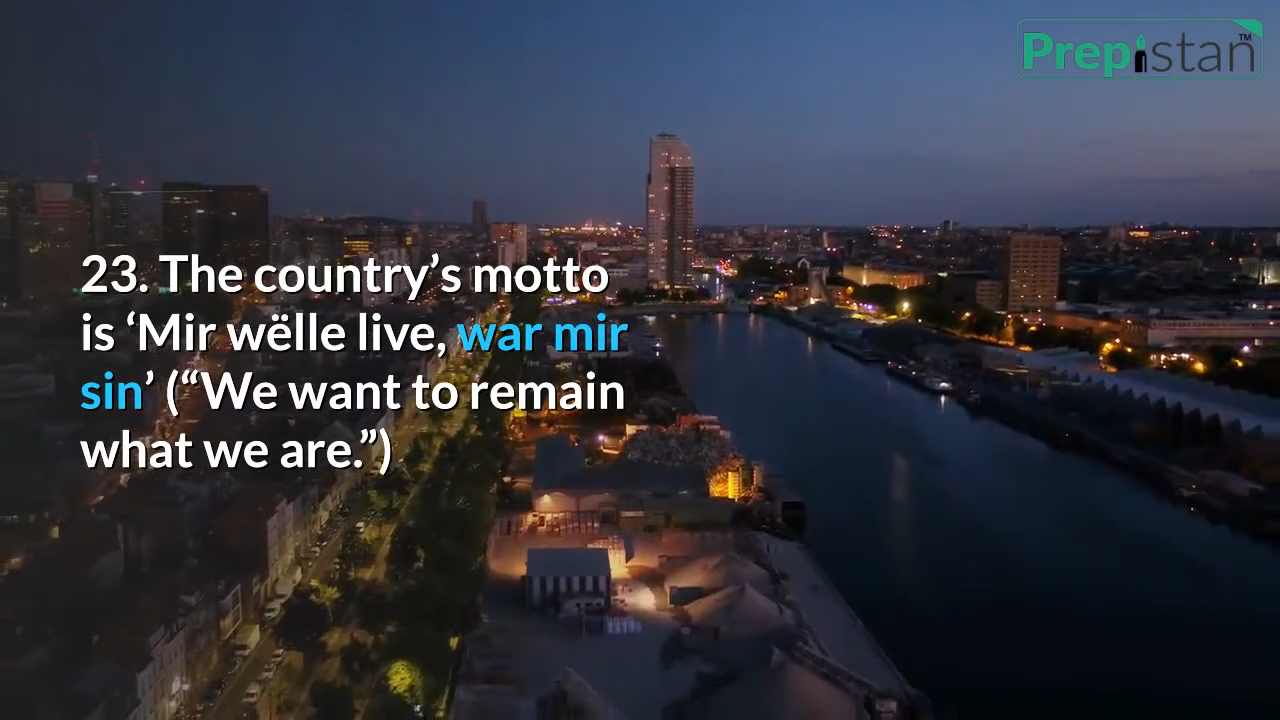 Prepistan™
23. The country’s motto
is ‘Mir wëlle live, war mir
sin’ (“We want to remain
what we are.”)